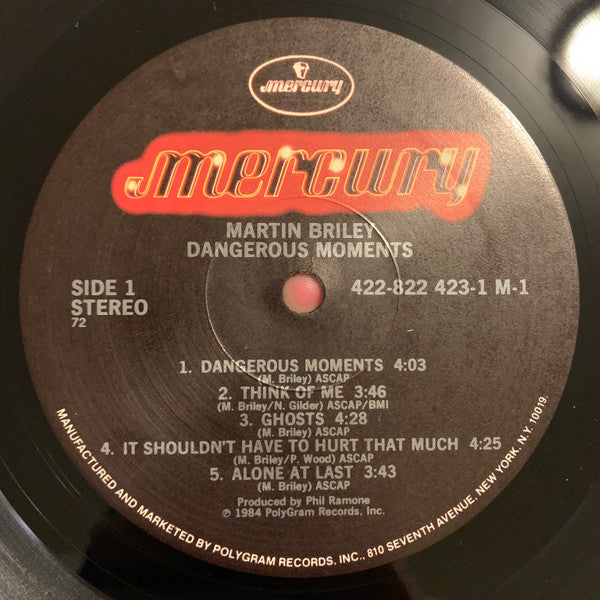 mercury
mercury
MARTIN BRILEY
DANGEROUS MOMENTS
SIDE 1
STEREO
72
422-822 423-1 M-1
1. DANGEROUS MOMENTS 4:03
(M. Briley) ASCAP
2. THINK OF ME 3:46
(M. Briley/N. Gilder) ASCAP/BMI
3. GHOSTS 4:28
(M. Briley) ASCAP
4. IT SHOULDN'T HAVE TO HURT THAT MUCH 4:25
(M. Briley/P. Wood) ASCAP
5. ALONE AT LAST 3:43
(M. Briley) ASCAP
Produced by Phil Ramone
℗ 1984 PolyGram Records, Inc.
MANUFACTURED AND MARKETED BY POLYGRAM RECORDS, INC., 810 SEVENTH AVENUE, NEW YORK, N.Y. 10019.